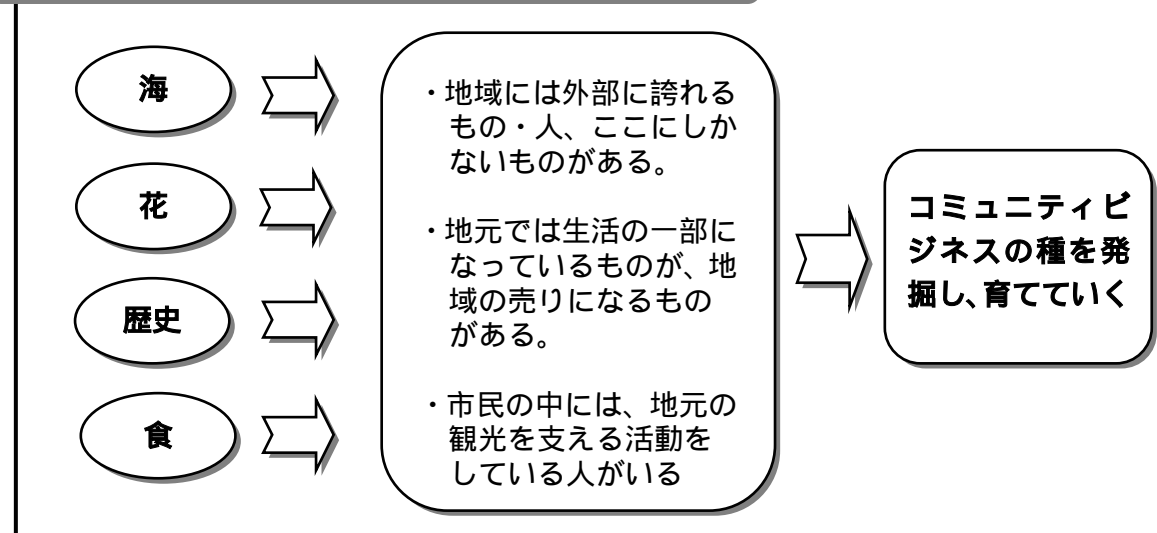 海
花
歴史
食
・地域には外部に誇れる
もの・人、ここにしか
ないものがある。
・地元では生活の一部に
なっているものが、地
域の売りになるもの
がある。
・市民の中には、地元の
観光を支える活動を
している人がいる
コミュニティビ
ジネスの種を発
掘し、育てていく